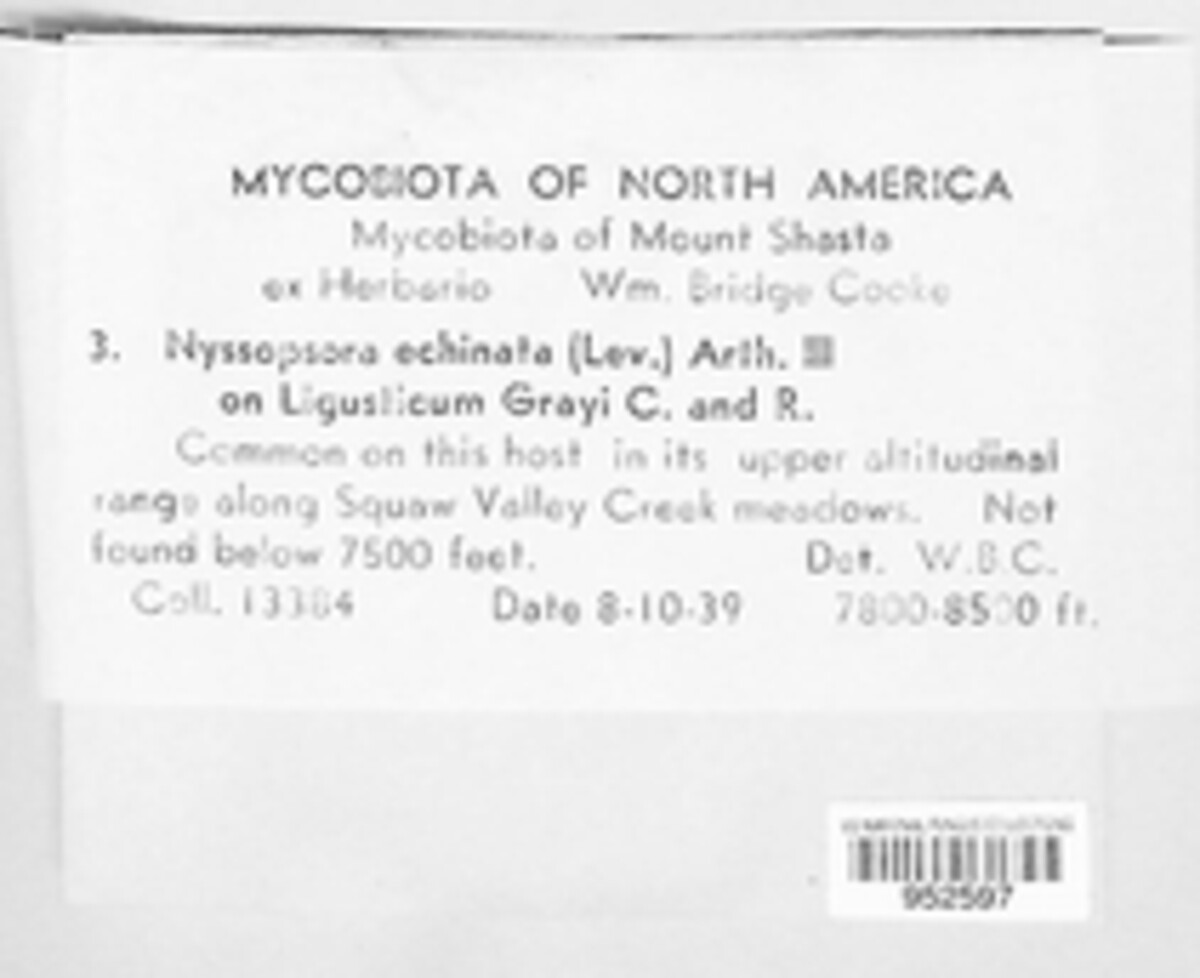 MYCOBIOTA OF NORTH AMERICA
Mycobiota of Mount Shasta
ex Herbario Wm. Bridge Cooke
3. Nyssopsora echinata (Lev.) Arth. III
on Ligusticum Grayi C. and R.
Common on this host in its upper altitudinal
range along Squaw Valley Creek meadows. Not
found below 7500 feet. Det. W.B.C.
Coll. 13384 Date 8-10-39 7800-8500 ft.
952597